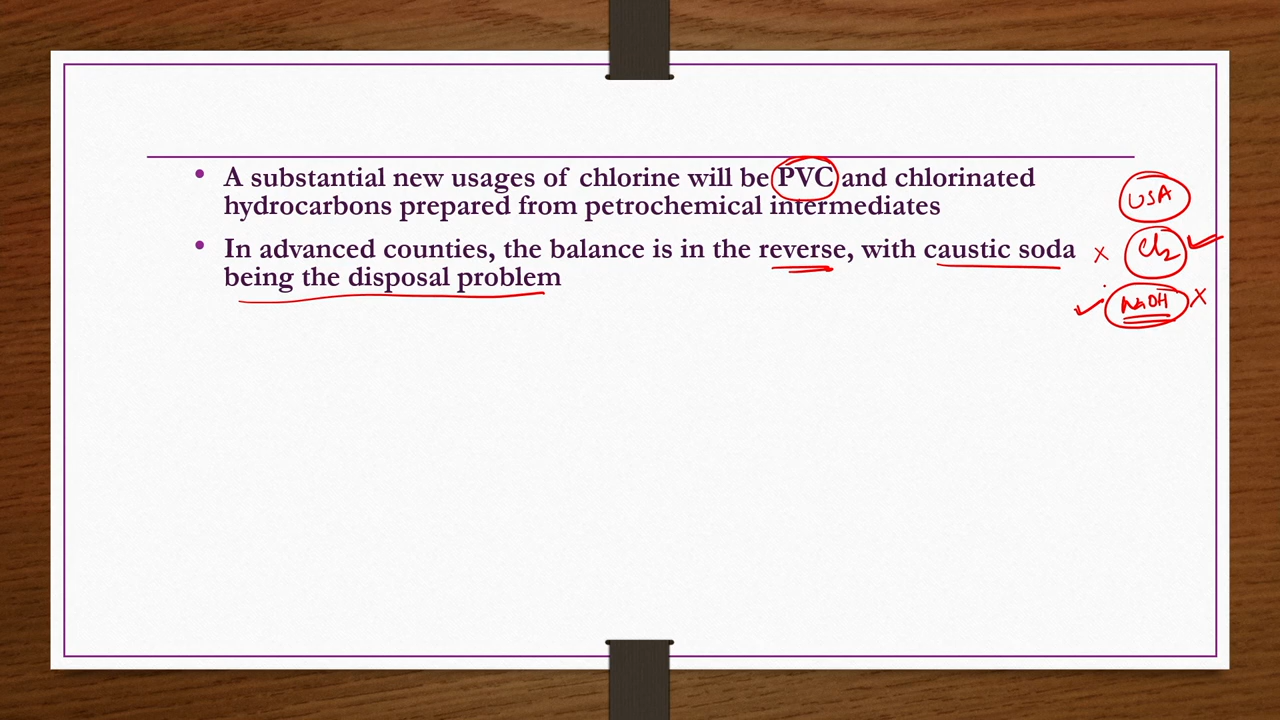 • A substantial new usages of chlorine will be PVC and chlorinated
hydrocarbons prepared from petrochemical intermediates
• In advanced counties, the balance is in the reverse, with caustic soda
being the disposal problem
USA
x Cl2 ✓
✓ NaOH x